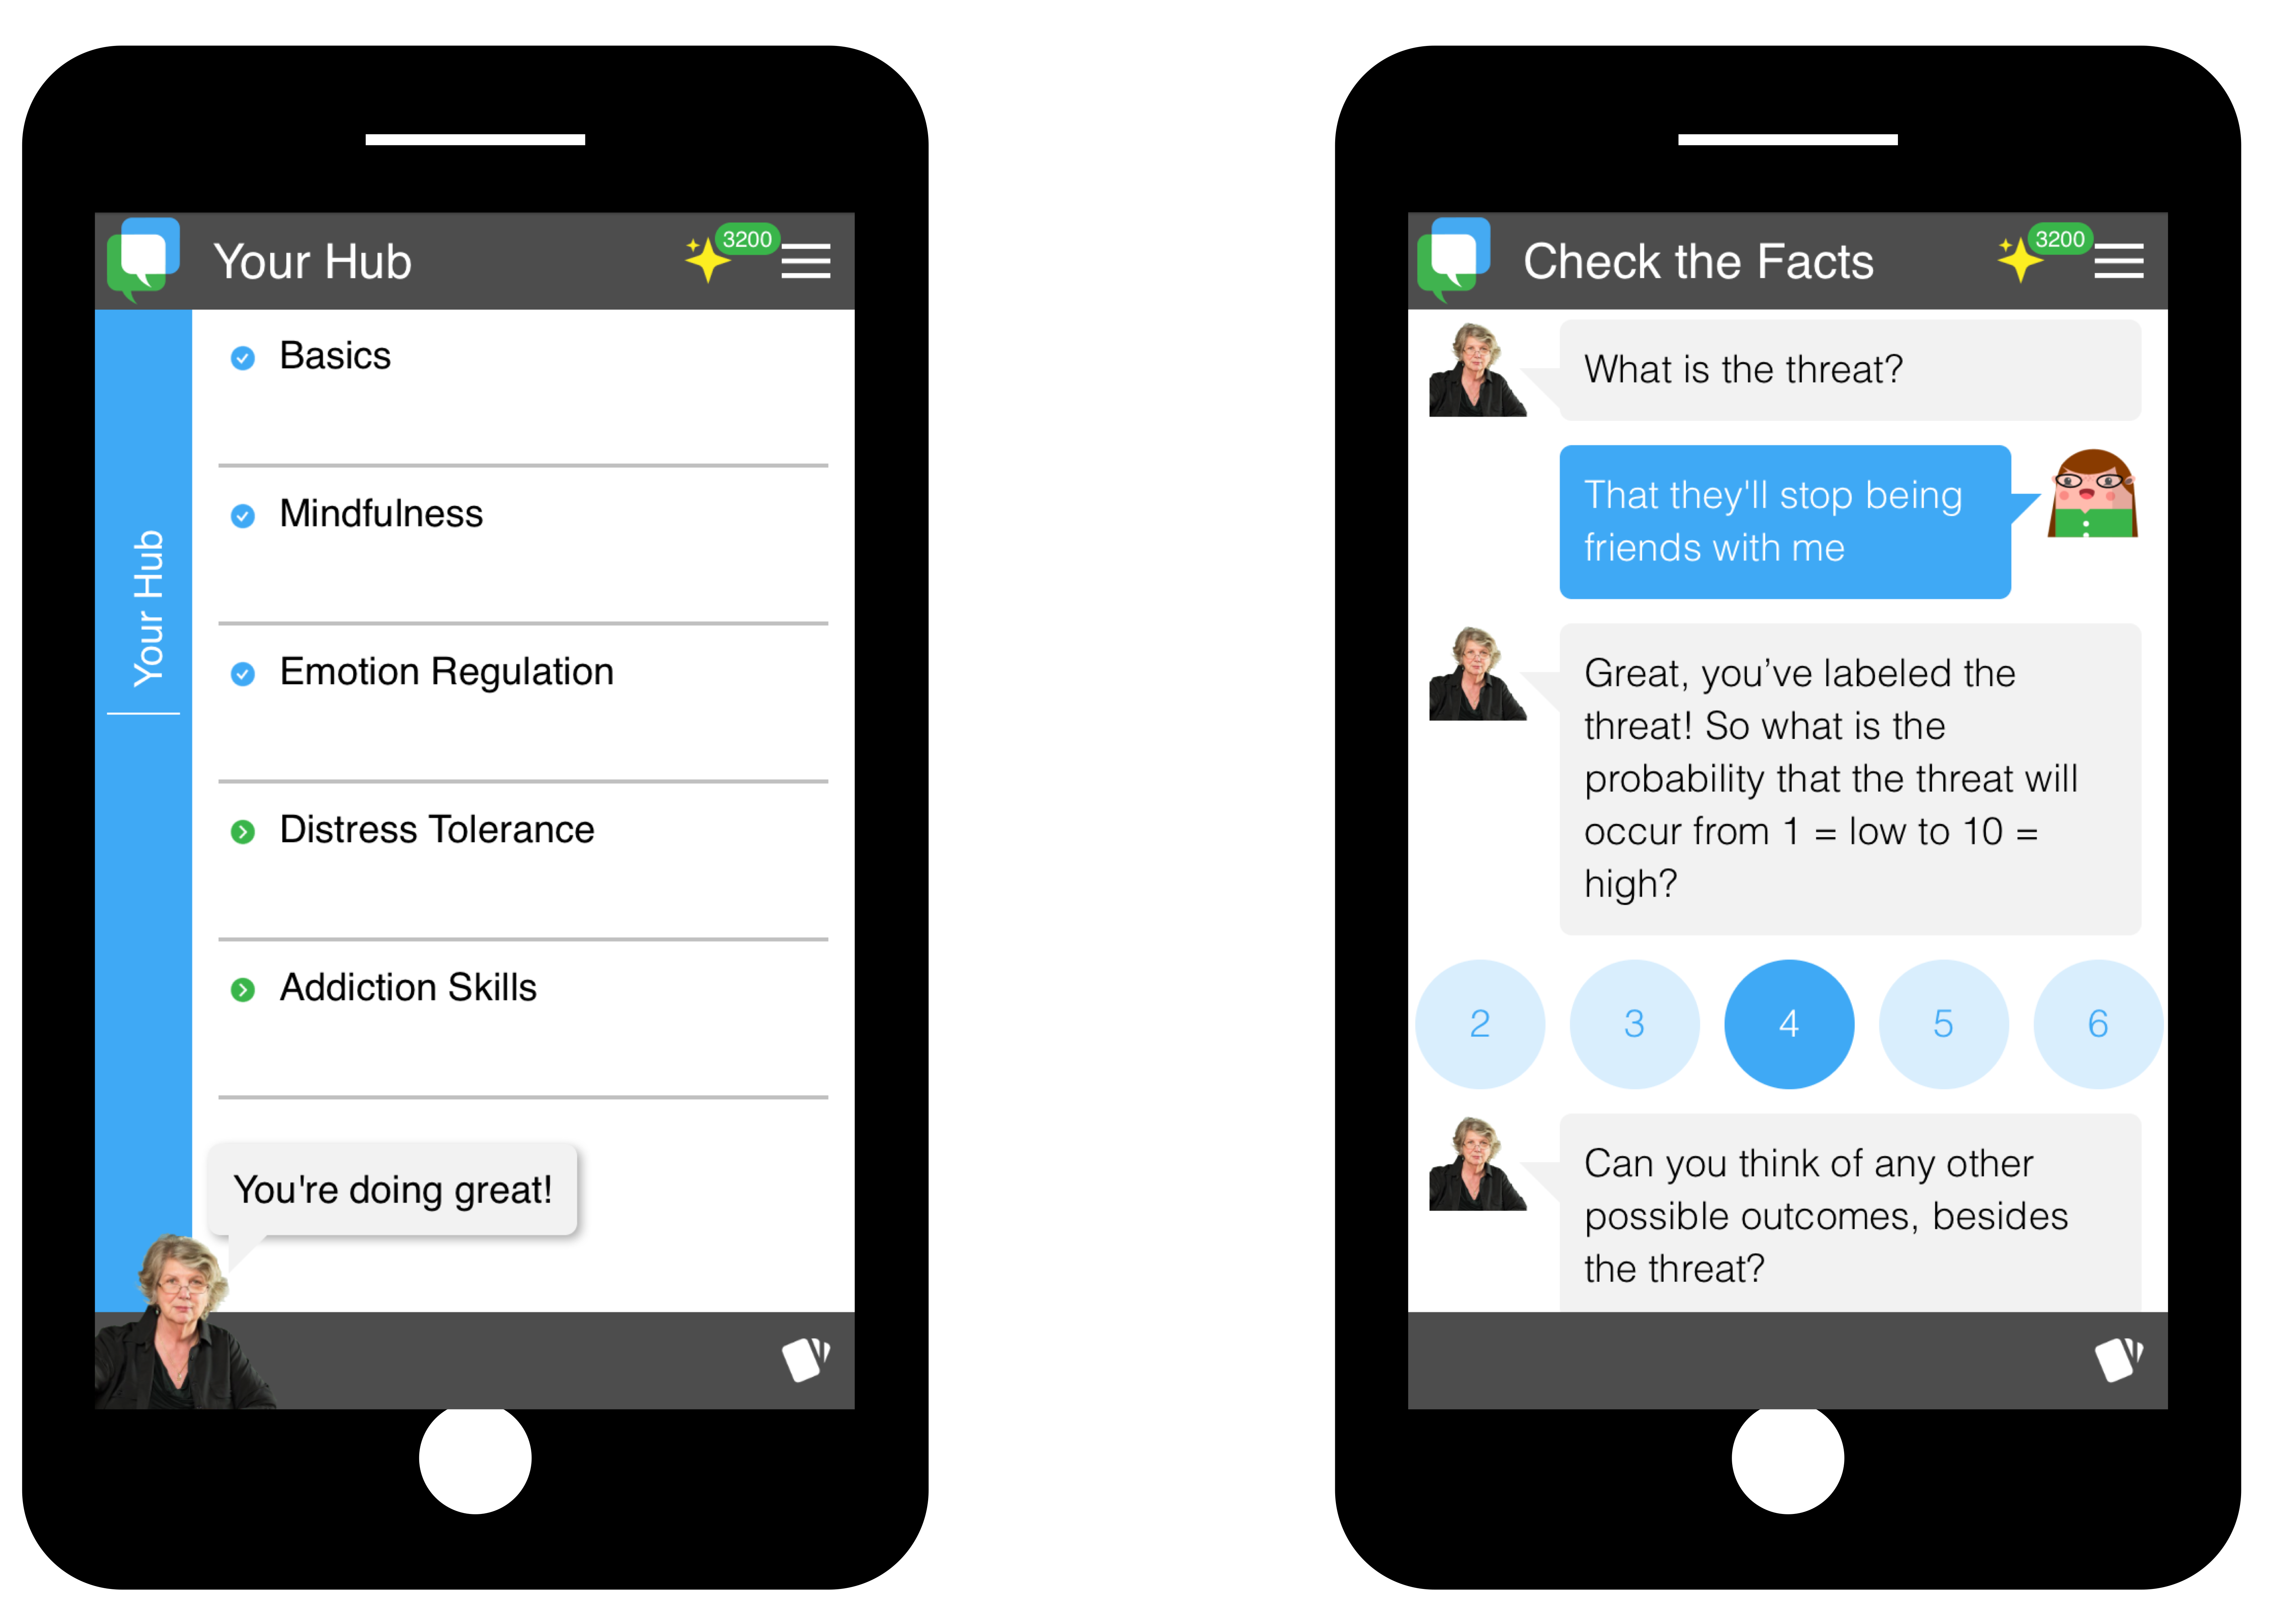 Your Hub
3200
Your Hub
Basics
Mindfulness
Emotion Regulation
Distress Tolerance
Addiction Skills
You're doing great!
Check the Facts
3200
What is the threat?
That they'll stop being
friends with me
Great, you’ve labeled the
threat! So what is the
probability that the threat will
occur from 1 = low to 10 =
high?
2 3 4 5 6
Can you think of any other
possible outcomes, besides
the threat?